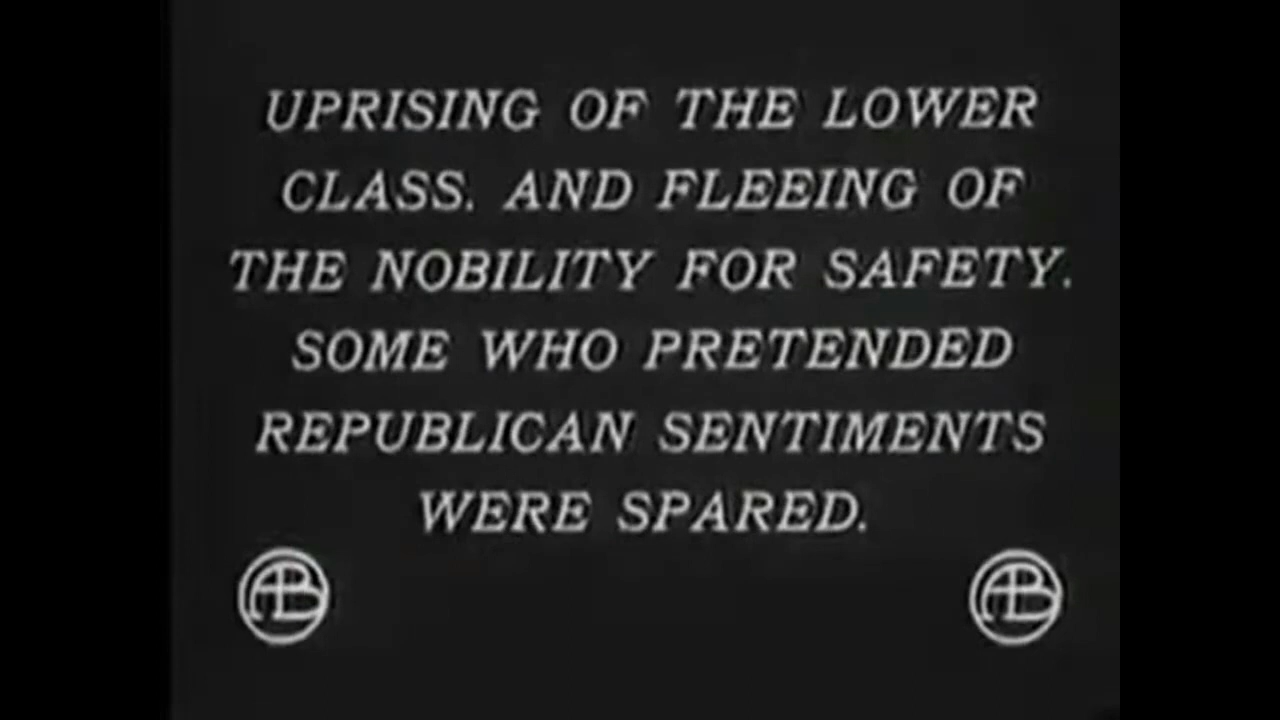 UPRISING OF THE LOWER
CLASS. AND FLEEING OF
THE NOBILITY FOR SAFETY.
SOME WHO PRETENDED
REPUBLICAN SENTIMENTS
WERE SPARED.
AB AB